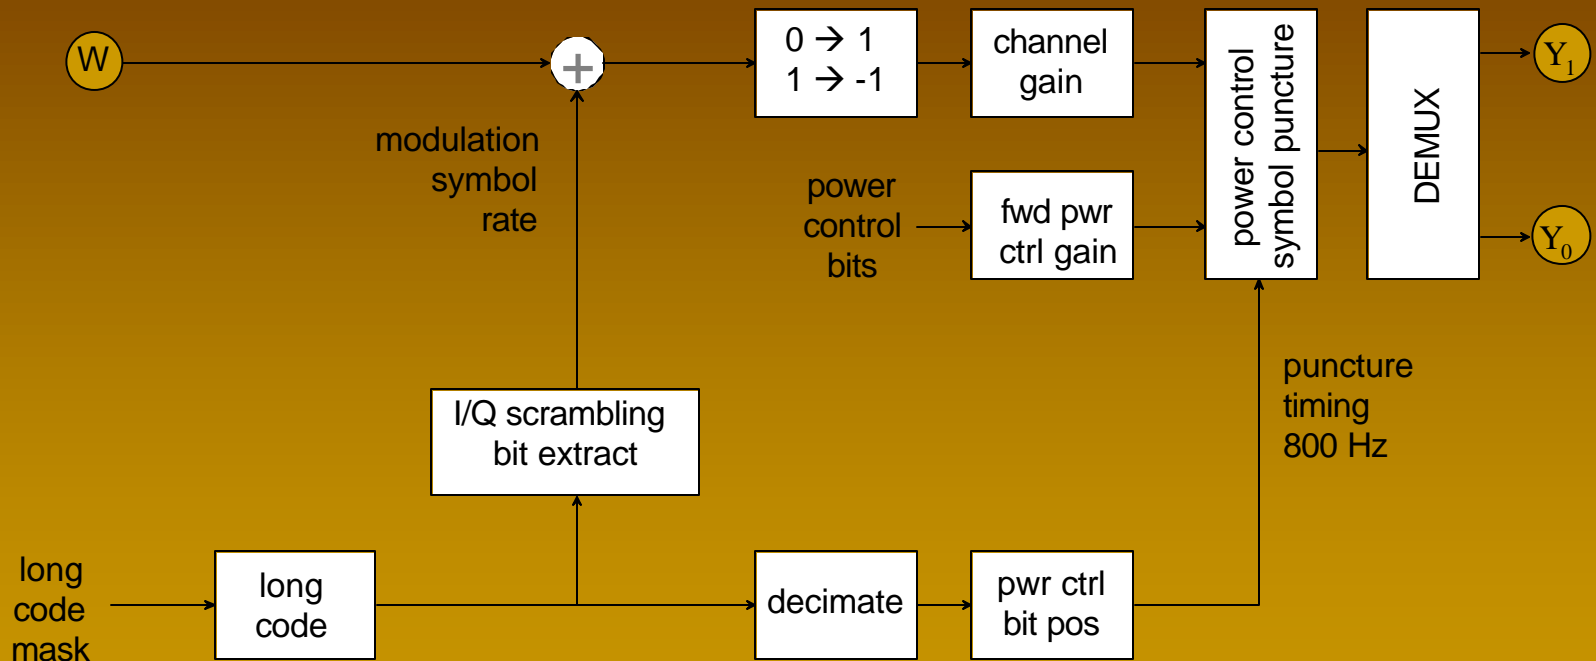 W
+
0 → 1
1 → -1
channel
gain
power control
symbol puncture
DEMUX
Y1
Y0
modulation
symbol
rate
power
control
bits
fwd pwr
ctrl gain
I/Q scrambling
bit extract
puncture
timing
800 Hz
long
code
mask
long
code
decimate
pwr ctrl
bit pos